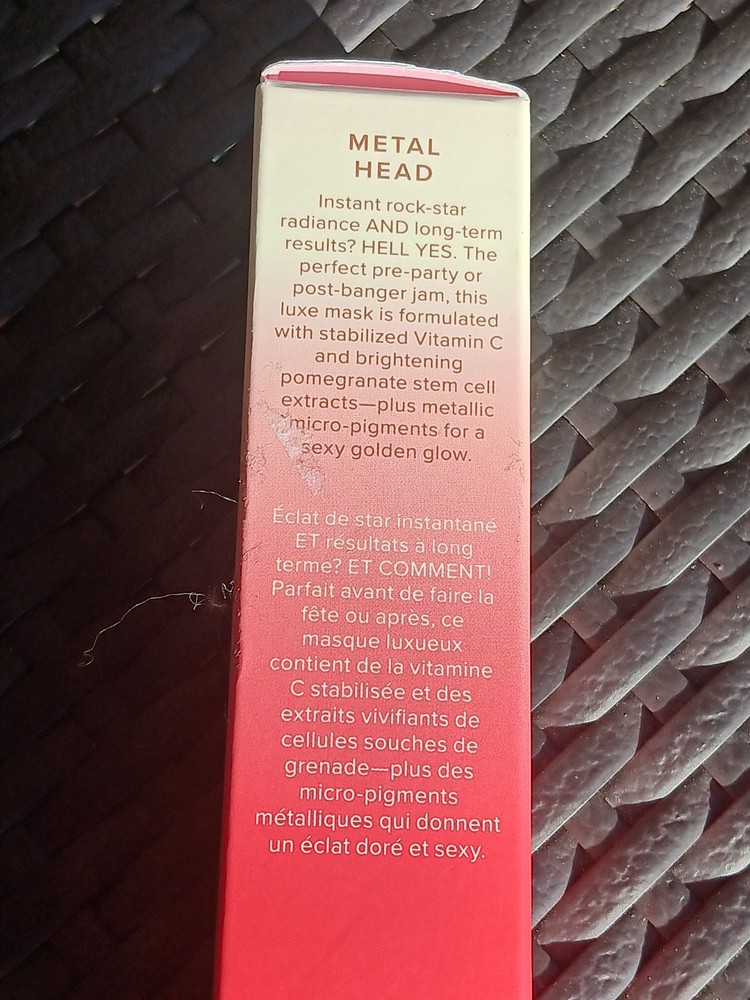 METAL
HEAD
Instant rock-star
radiance AND long-term
results? HELL YES. The
perfect pre-party or
post-banger jam, this
luxe mask is formulated
with stabilized Vitamin C
and brightening
pomegranate stem cell
extracts—plus metallic
micro-pigments for a
sexy golden glow.
Éclat de star instantané
ET résultats à long
terme? ET COMMENT!
Parfait avant de faire la
fête ou après, ce
masque luxueux
contient de la vitamine
C stabilisée et des
extraits vivifiants de
cellules souches de
grenade—plus des
micro-pigments
métalliques qui donnent
un éclat doré et sexy.